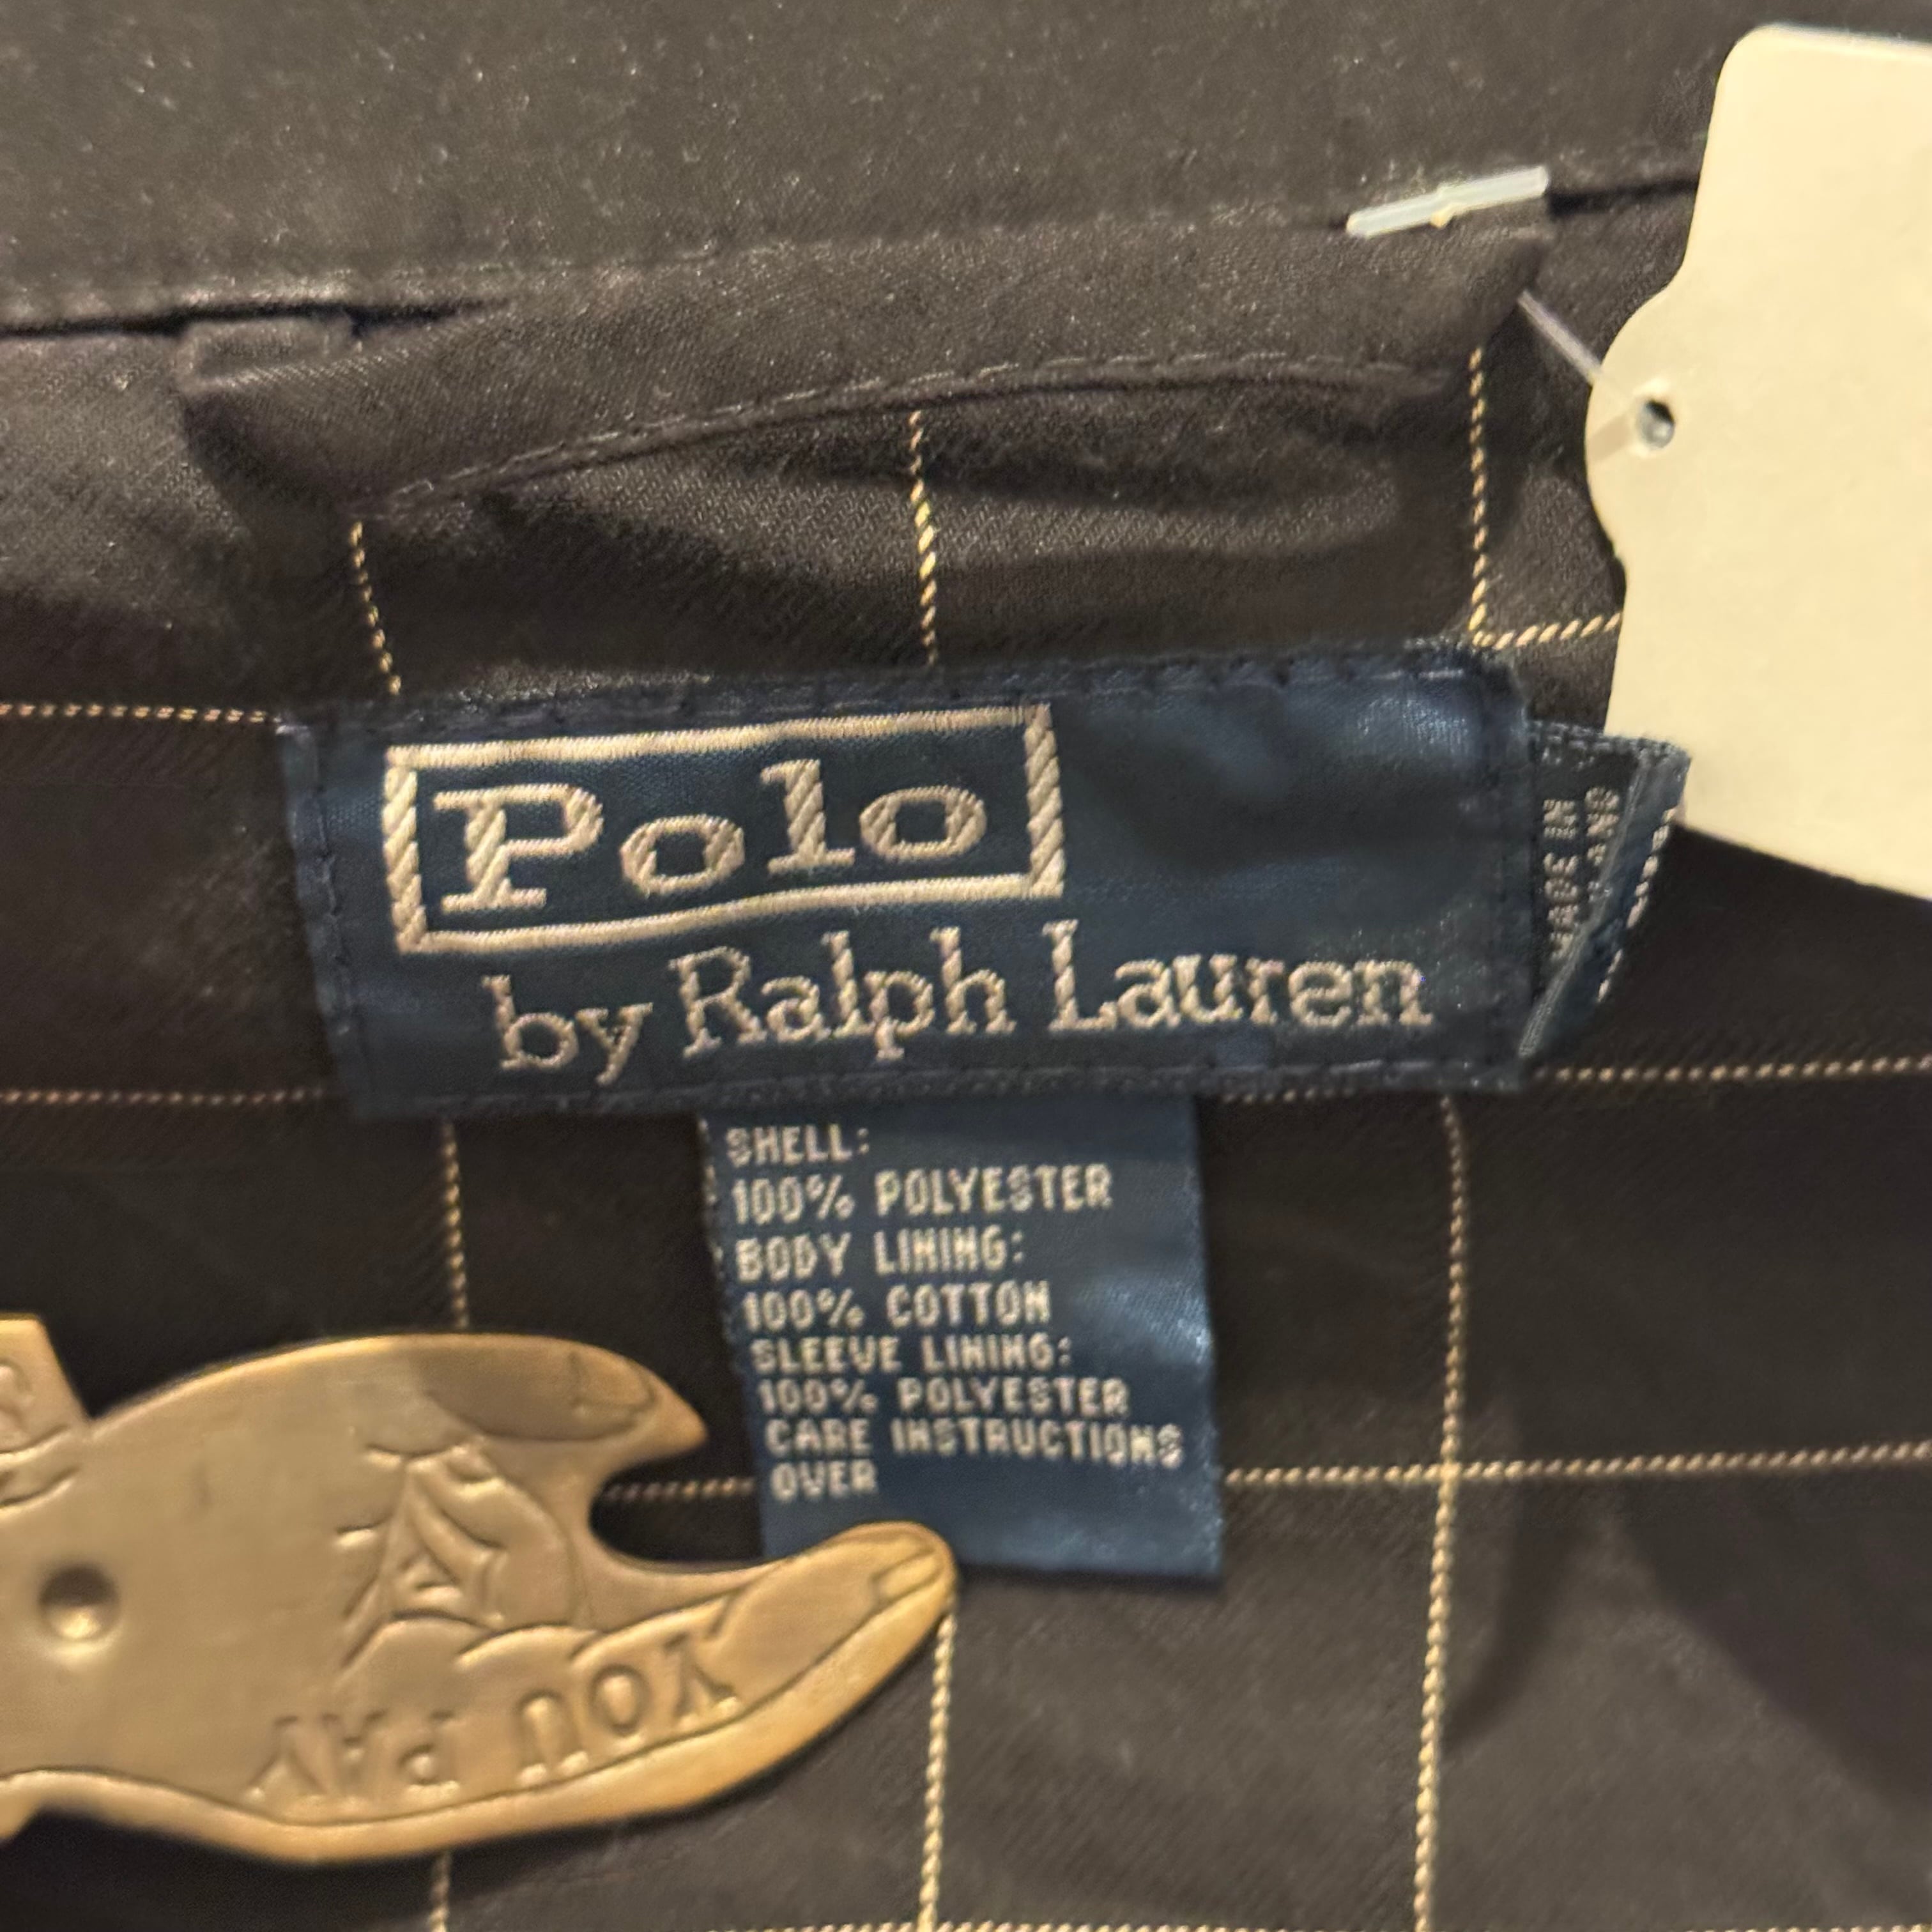 Polo
by Ralph Lauren
MADE IN
SHELL:
100% POLYESTER
BODY LINING:
100% COTTON
SLEEVE LINING:
100% POLYESTER
CARE INSTRUCTIONS
OVER
YOU PAY